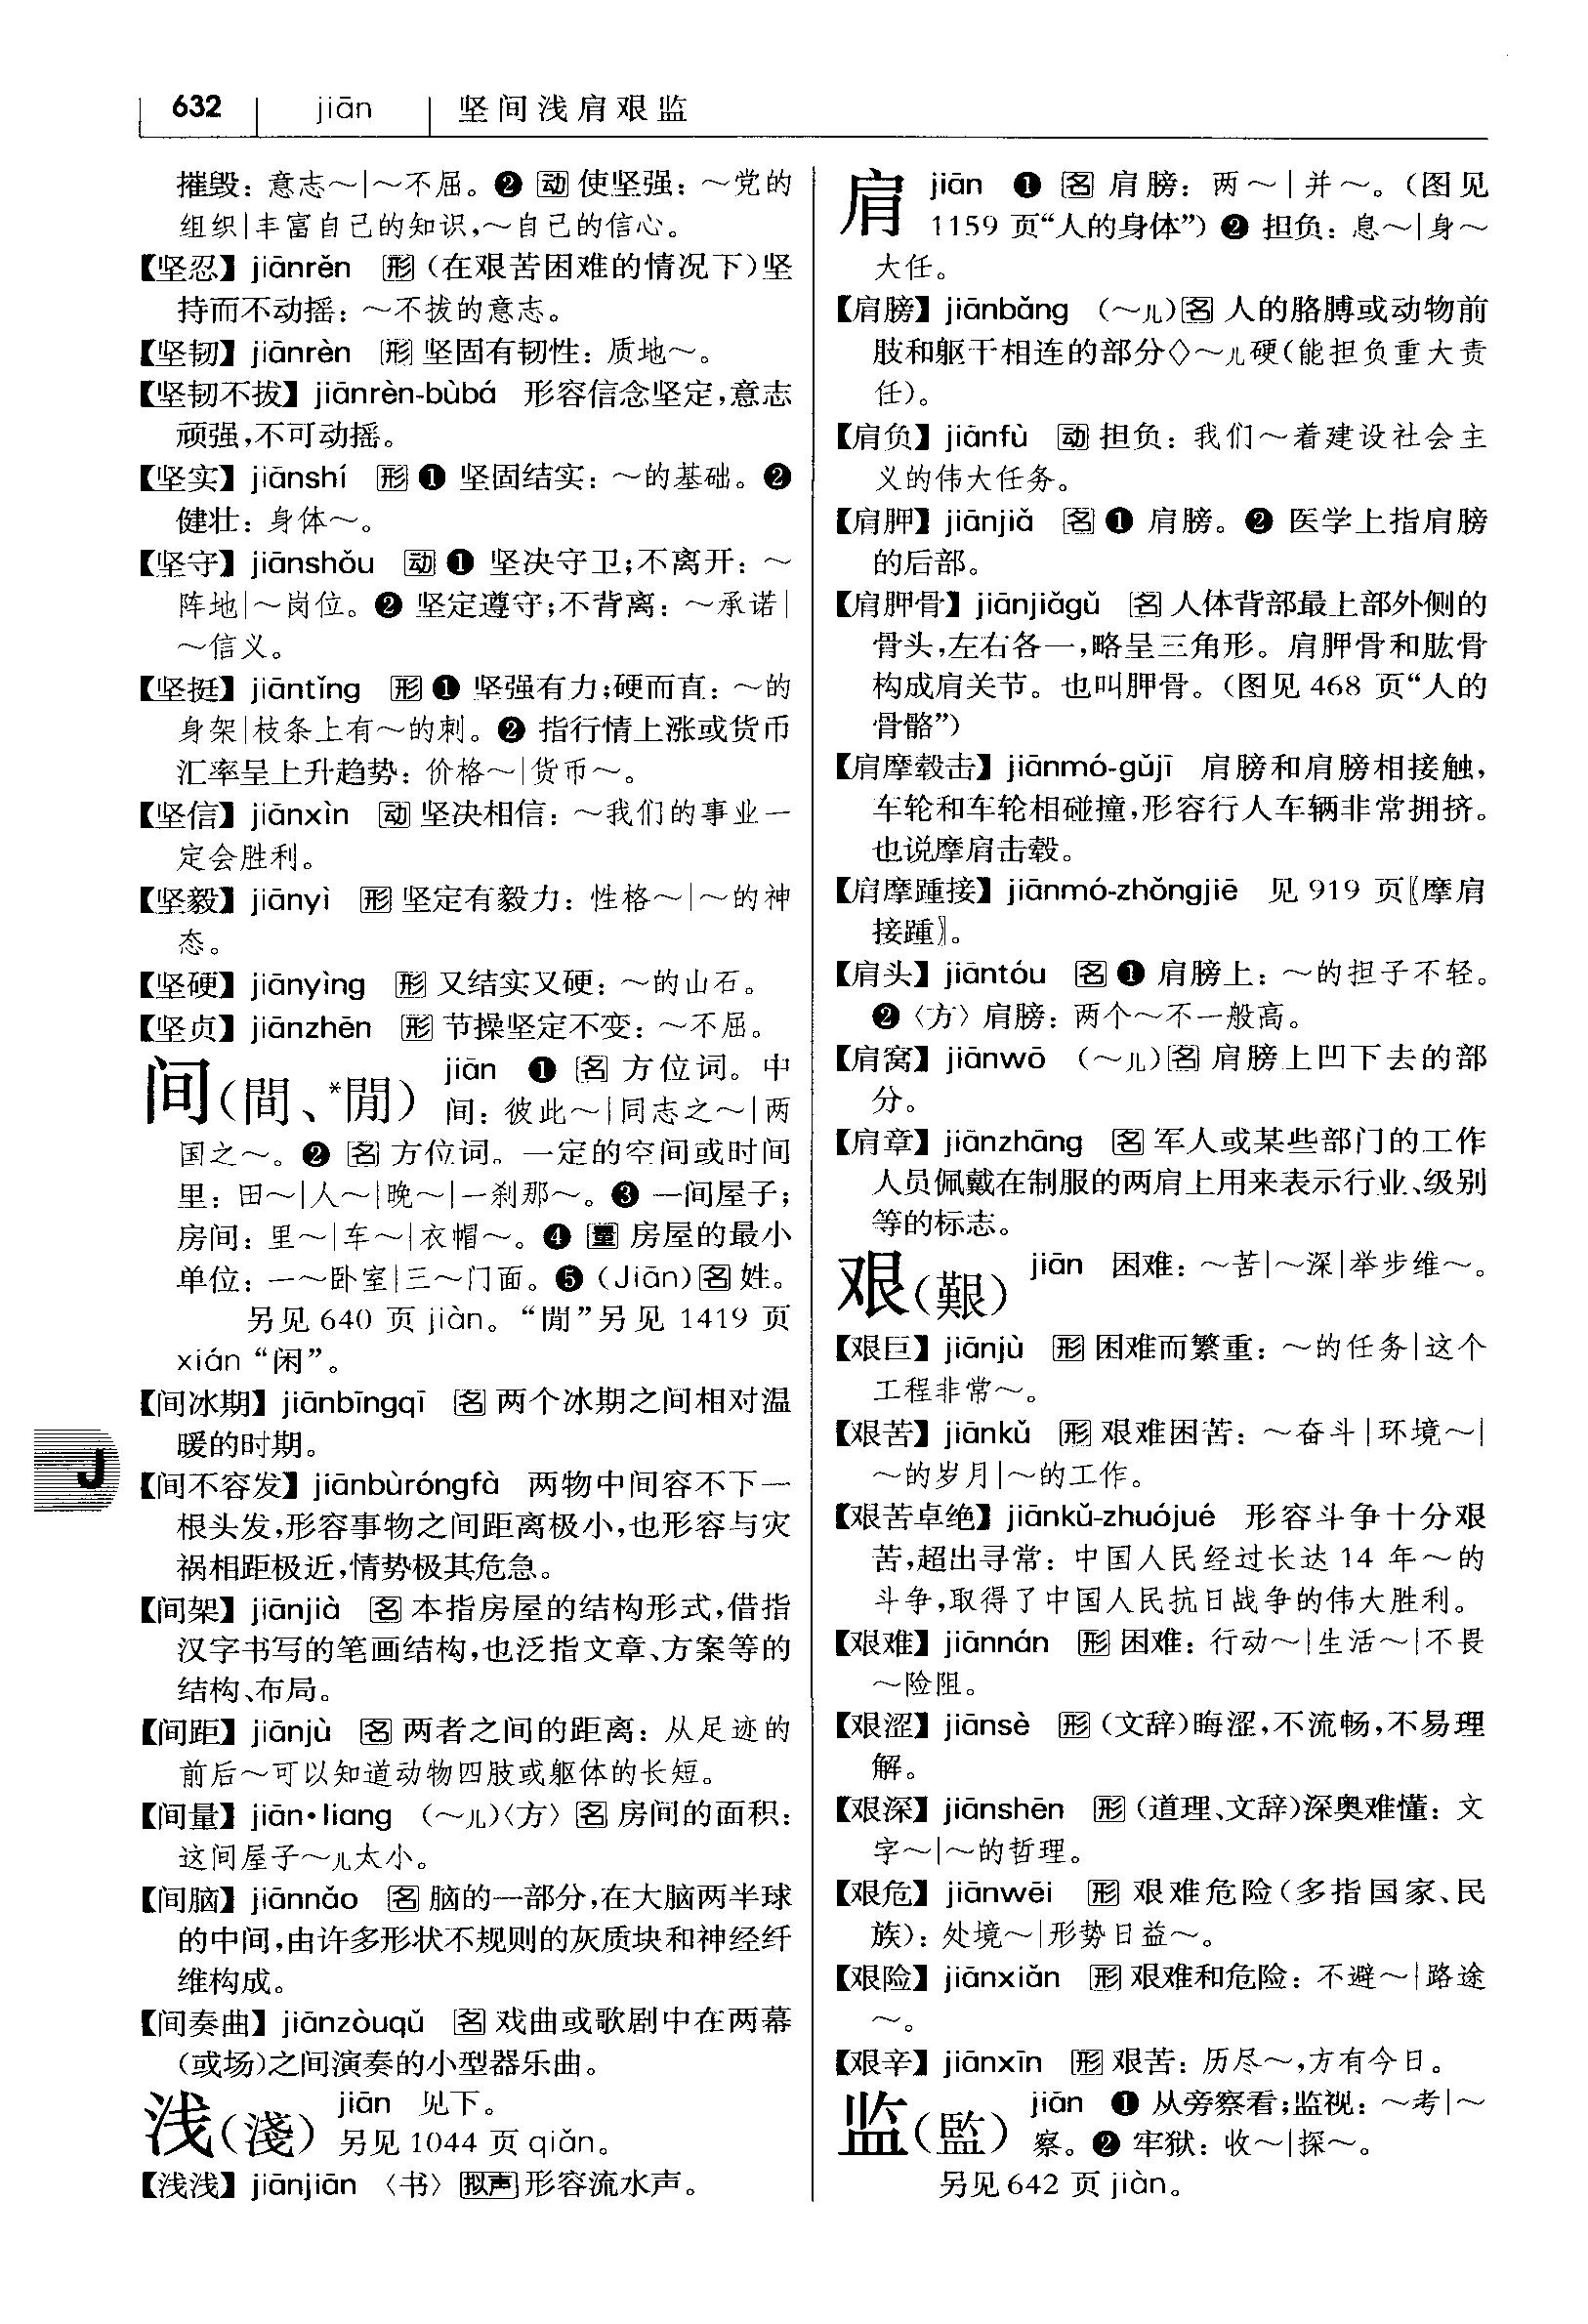 632 jiān 坚间浅肩艰监
摧毁：意志～|～不屈。❷ 动 使坚强：～党的
组织|丰富自己的知识，～自己的信心。
【坚忍】jiānrěn 形（在艰苦困难的情况下）坚
持而不动摇：～不拔的意志。
【坚韧】jiānrèn 形 坚固有韧性：质地～。
【坚韧不拔】jiānrèn-bùbá 形容信念坚定，意志
顽强，不可动摇。
【坚实】jiānshí 形 ❶ 坚固结实：～的基础。❷
健壮：身体～。
【坚守】jiānshǒu 动 ❶ 坚决守卫；不离开：～
阵地|～岗位。❷ 坚定遵守；不背离：～承诺|
～信义。
【坚挺】jiāntǐng 形 ❶ 坚强有力；硬而直：～的
身架|枝条上有～的刺。❷ 指行情上涨或货币
汇率呈上升趋势：价格～|货币～。
【坚信】jiānxìn 动 坚决相信：～我们的事业一
定会胜利。
【坚毅】jiānyì 形 坚定有毅力：性格～|～的神
态。
【坚硬】jiānyìng 形 又结实又硬：～的山石。
【坚贞】jiānzhēn 形 节操坚定不变：～不屈。
间（間、*閒） jiān ❶ 名 方位词。中
间：彼此～|同志之～|两
国之～。❷ 名 方位词。一定的空间或时间
里：田～|人～|晚～|一刹那～。❸ 一间屋子；
房间：里～|车～|衣帽～。❹ 量 房屋的最小
单位：一～卧室|三～门面。❺（Jiān）名 姓。
另见 640 页 jiàn。“閒”另见 1419 页
xián“闲”。
【间冰期】jiānbīngqī 名 两个冰期之间相对温
暖的时期。
J
【间不容发】jiānbùróngfà 两物中间容不下一
根头发，形容事物之间距离极小，也形容与灾
祸相距极近，情势极其危急。
【间架】jiānjià 名 本指房屋的结构形式，借指
汉字书写的笔画结构，也泛指文章、方案等的
结构、布局。
【间距】jiānjù 名 两者之间的距离：从足迹的
前后～可以知道动物四肢或躯体的长短。
【间量】jiān•liang （～儿）〈方〉名 房间的面积：
这间屋子～儿太小。
【间脑】jiānnǎo 名 脑的一部分，在大脑两半球
的中间，由许多形状不规则的灰质块和神经纤
维构成。
【间奏曲】jiānzòuqǔ 名 戏曲或歌剧中在两幕
（或场）之间演奏的小型器乐曲。
浅（淺） jiān 见下。
另见 1044 页 qiǎn。
【浅浅】jiānjiān 〈书〉拟声 形容流水声。
肩 jiān ❶ 名 肩膀：两～|并～。（图见
1159 页“人的身体”）❷ 担负：息～|身～
大任。
【肩膀】jiānbǎng （～儿）名 人的胳膊或动物前
肢和躯干相连的部分◇～儿硬（能担负重大责
任）。
【肩负】jiānfù 动 担负：我们～着建设社会主
义的伟大任务。
【肩胛】jiānjiǎ 名 ❶ 肩膀。❷ 医学上指肩膀
的后部。
【肩胛骨】jiānjiǎgǔ 名 人体背部最上部外侧的
骨头，左右各一，略呈三角形。肩胛骨和肱骨
构成肩关节。也叫胛骨。（图见 468 页“人的
骨骼”）
【肩摩毂击】jiānmó-gǔjī 肩膀和肩膀相接触，
车轮和车轮相碰撞，形容行人车辆非常拥挤。
也说摩肩击毂。
【肩摩踵接】jiānmó-zhǒngjiē 见 919 页〖摩肩
接踵〗。
【肩头】jiāntóu 名 ❶ 肩膀上：～的担子不轻。
❷〈方〉肩膀：两个～不一般高。
【肩窝】jiānwō （～儿）名 肩膀上凹下去的部
分。
【肩章】jiānzhāng 名 军人或某些部门的工作
人员佩戴在制服的两肩上用来表示行业、级别
等的标志。
艰（艱） jiān 困难：～苦|～深|举步维～。
【艰巨】jiānjù 形 困难而繁重：～的任务|这个
工程非常～。
【艰苦】jiānkǔ 形 艰难困苦：～奋斗|环境～|
～的岁月|～的工作。
【艰苦卓绝】jiānkǔ-zhuójué 形容斗争十分艰
苦，超出寻常：中国人民经过长达 14 年～的
斗争，取得了中国人民抗日战争的伟大胜利。
【艰难】jiānnán 形 困难：行动～|生活～|不畏
～险阻。
【艰涩】jiānsè 形（文辞）晦涩，不流畅，不易理
解。
【艰深】jiānshēn 形（道理、文辞）深奥难懂：文
字～|～的哲理。
【艰危】jiānwēi 形 艰难危险（多指国家、民
族）：处境～|形势日益～。
【艰险】jiānxiǎn 形 艰难和危险：不避～|路途
～。
【艰辛】jiānxīn 形 艰苦：历尽～，方有今日。
监（監） jiān ❶ 从旁察看；监视：～考|～
察。❷ 牢狱：收～|探～。
另见 642 页 jiàn。